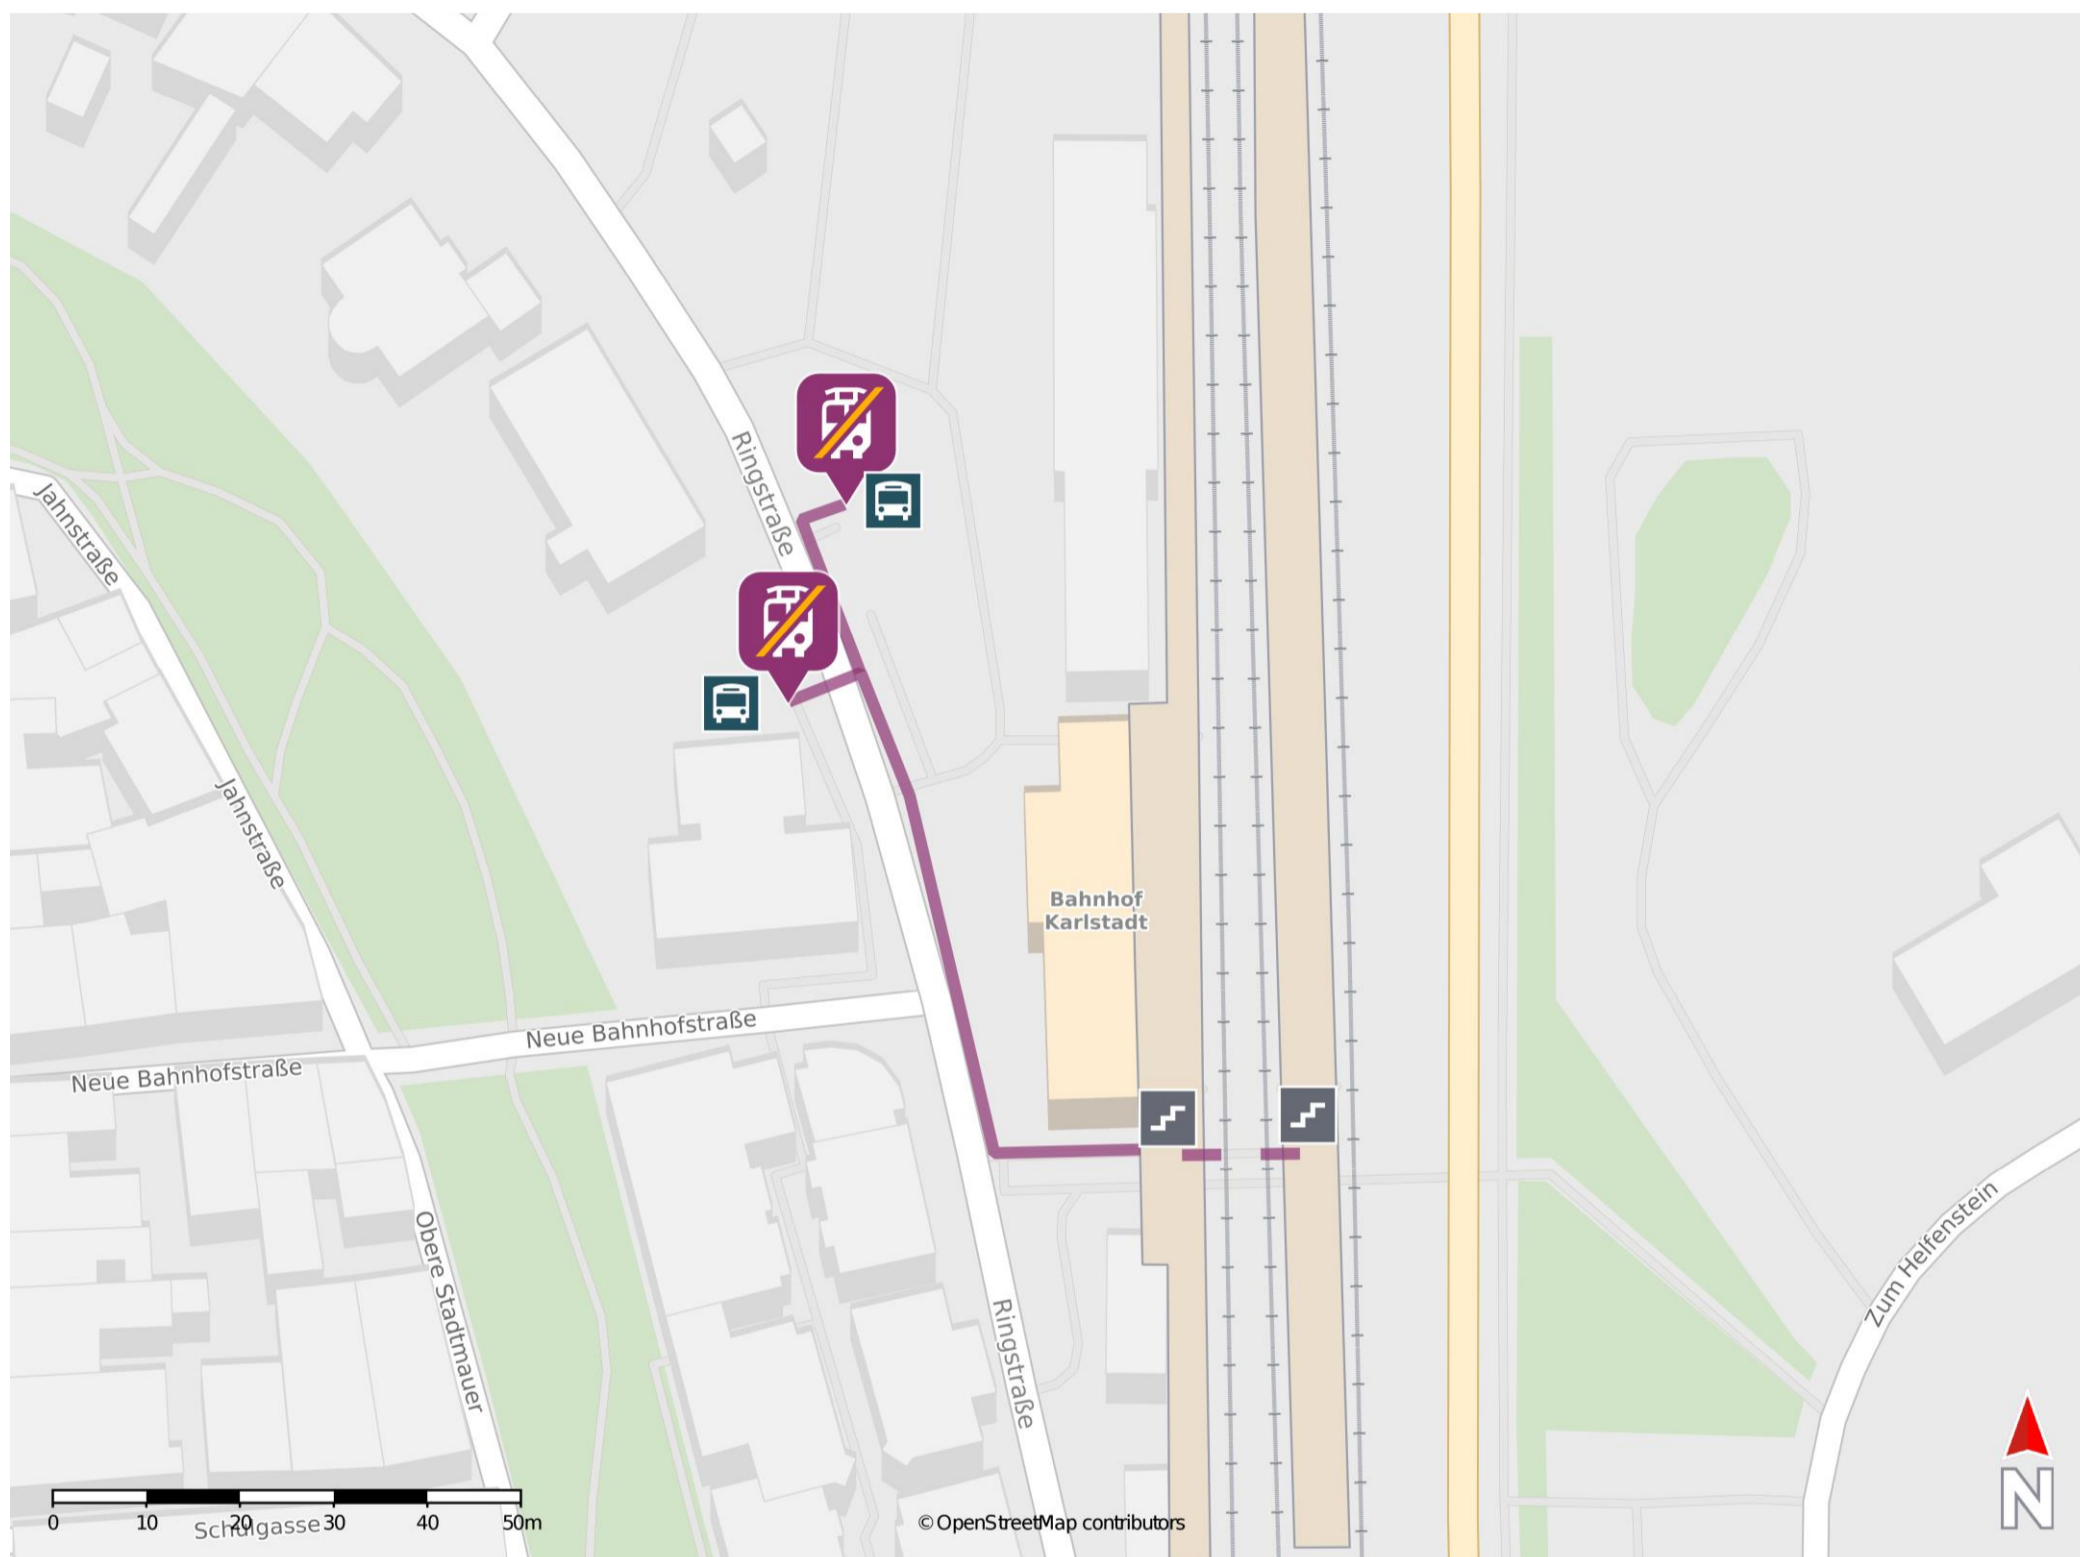 Ringstraße
Jahnstraße
Jahnstraße
Bahnhof
Karlstadt
Neue Bahnhofstraße
Neue Bahnhofstraße
Obere Stadtmauer
Zum Helfenstein
Ringstraße
0 10 20 30 40 50m
Schulgasse
© OpenStreetMap contributors
N